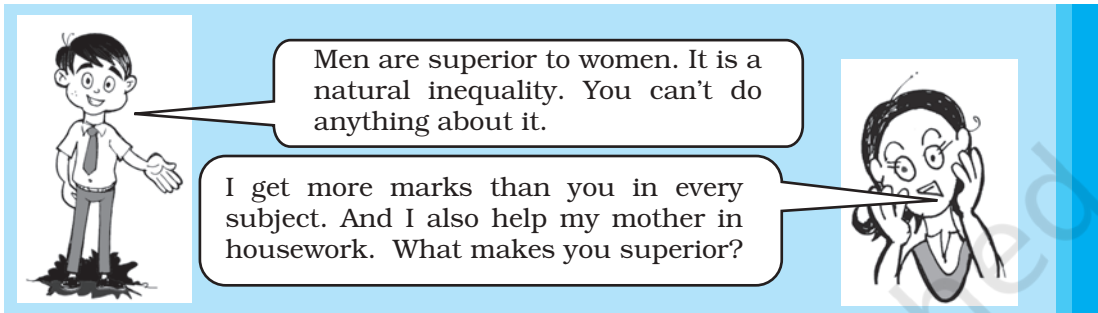 Men are superior to women. It is a
natural inequality. You can't do
anything about it.
I get more marks than you in every
subject. And I also help my mother in
housework. What makes you superior?